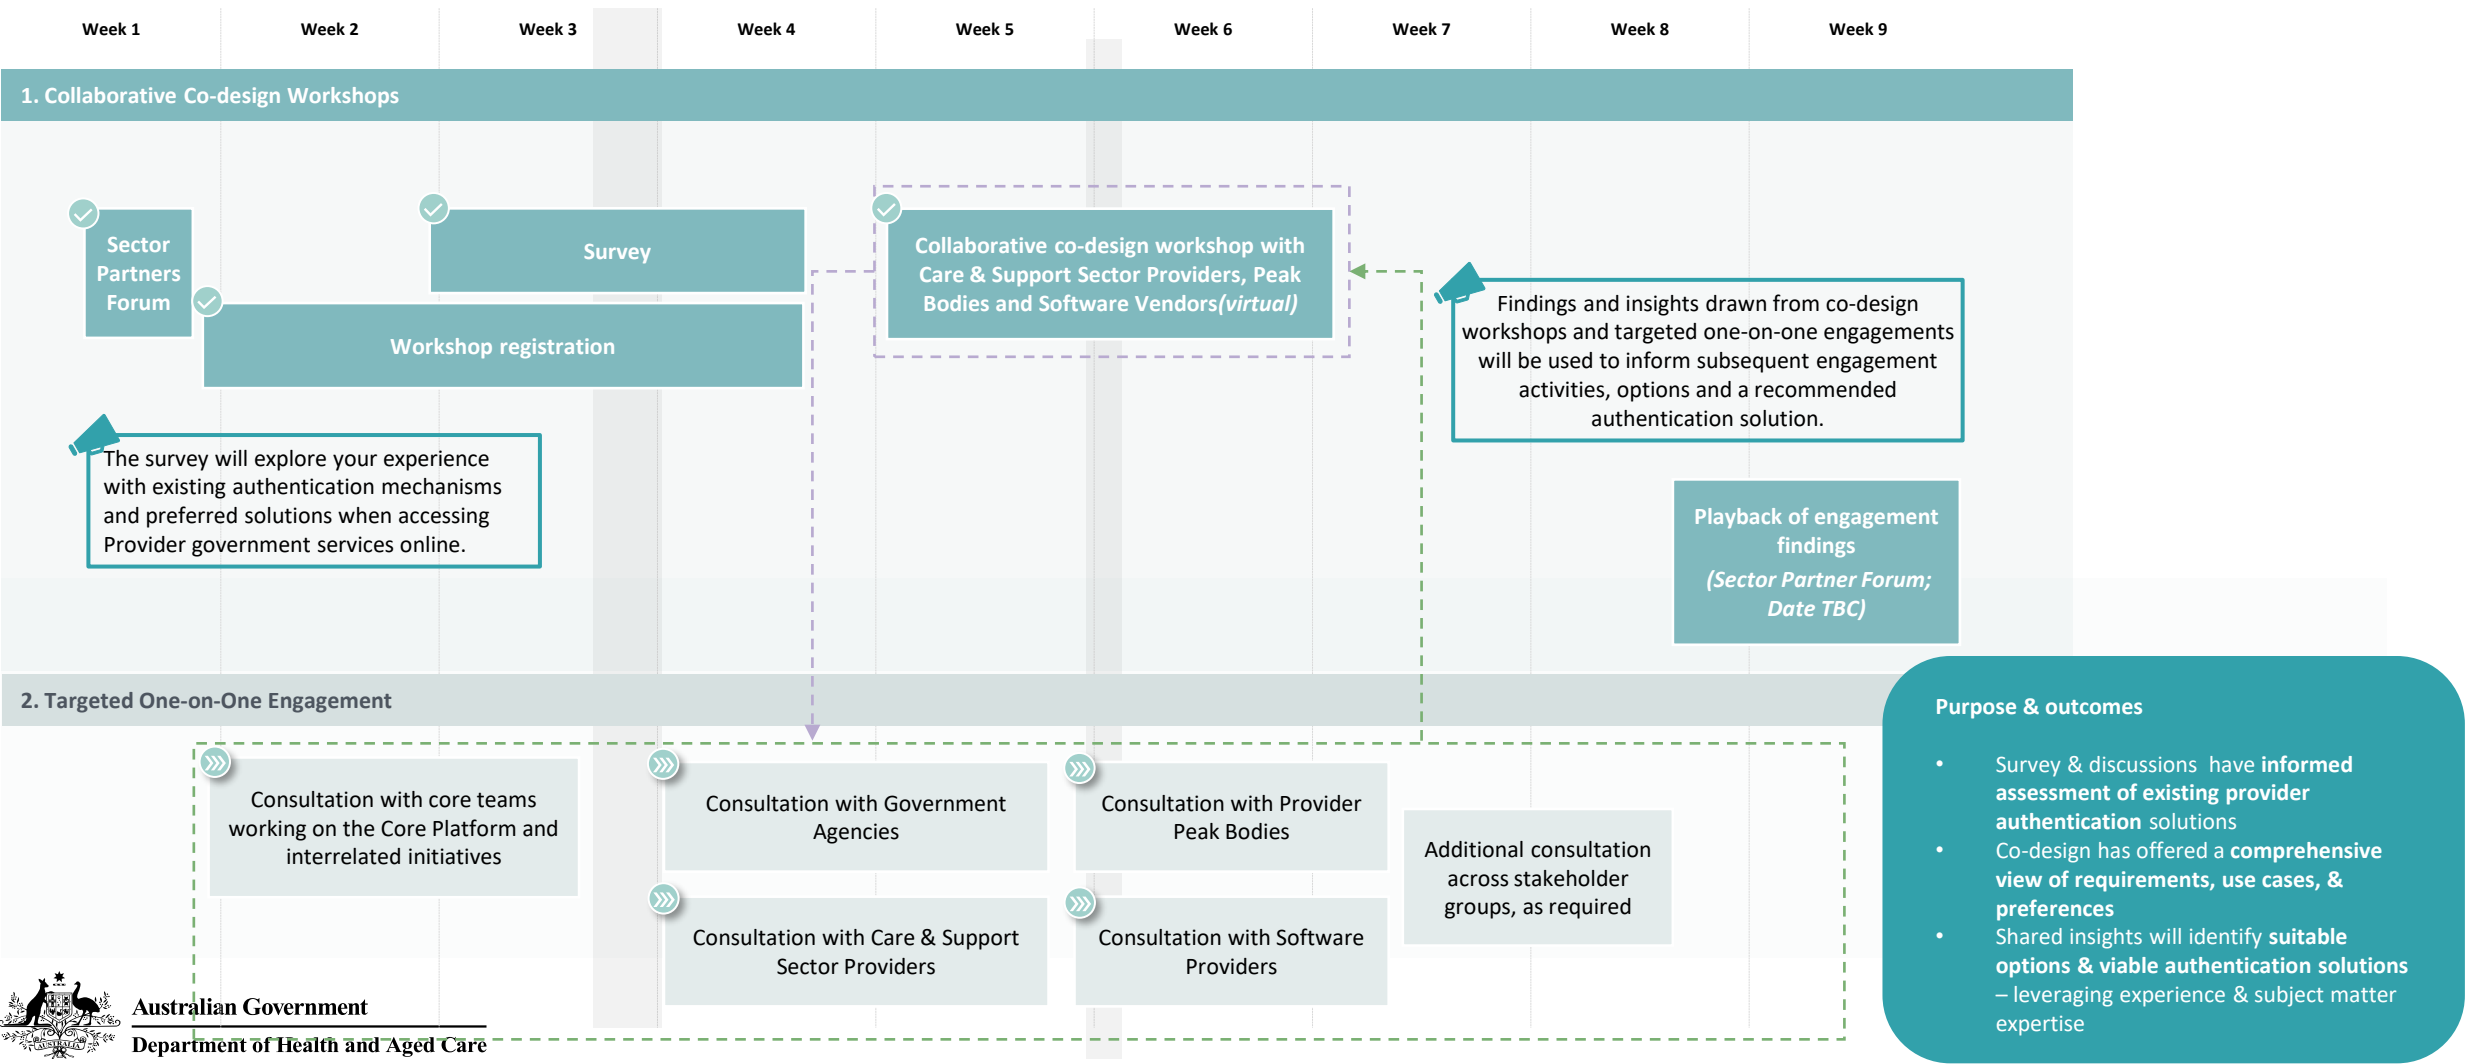 Week 1
Week 2
Week 3
Week 4
Week 5
Week 6
Week 7
Week 8
Week 9
1. Collaborative Co-design Workshops
Sector
Partners
Forum
Survey
Workshop registration
Collaborative co-design workshop with
Care & Support Sector Providers, Peak
Bodies and Software Vendors(virtual)
Findings and insights drawn from co-design
workshops and targeted one-on-one engagements
will be used to inform subsequent engagement
activities, options and a recommended
authentication solution.
The survey will explore your experience
with existing authentication mechanisms
and preferred solutions when accessing
Provider government services online.
Playback of engagement
findings
(Sector Partner Forum;
Date TBC)
2. Targeted One-on-One Engagement
Consultation with core teams
working on the Core Platform and
interrelated initiatives
Consultation with Government
Agencies
Consultation with Care & Support
Sector Providers
Consultation with Provider
Peak Bodies
Consultation with Software
Providers
Additional consultation
across stakeholder
groups, as required
Purpose & outcomes
• Survey & discussions have informed
assessment of existing provider
authentication solutions
• Co-design has offered a comprehensive
view of requirements, use cases, &
preferences
• Shared insights will identify suitable
options & viable authentication solutions
– leveraging experience & subject matter
expertise
AUSTRALIA
Australian Government
Department of Health and Aged Care